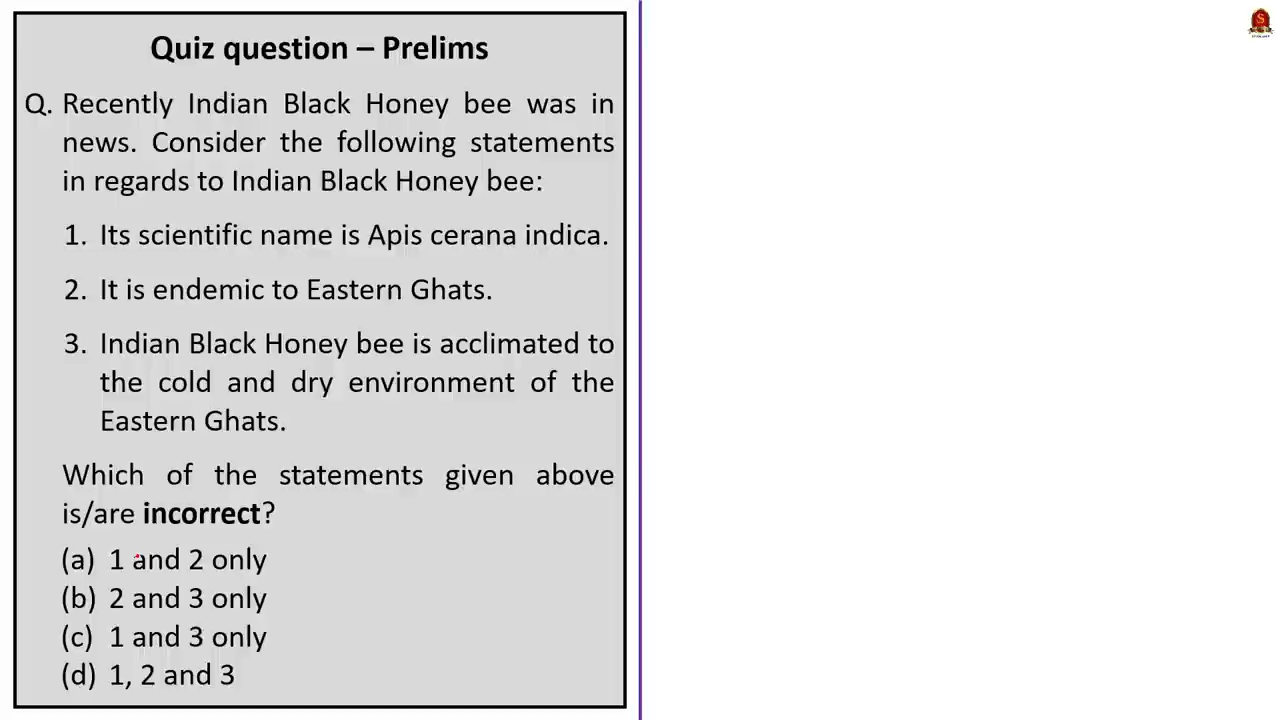 Quiz question – Prelims
Q. Recently Indian Black Honey bee was in
news. Consider the following statements
in regards to Indian Black Honey bee:
1. Its scientific name is Apis cerana indica.
2. It is endemic to Eastern Ghats.
3. Indian Black Honey bee is acclimated to
the cold and dry environment of the
Eastern Ghats.
Which of the statements given above
is/are incorrect?
(a) 1 and 2 only
(b) 2 and 3 only
(c) 1 and 3 only
(d) 1, 2 and 3